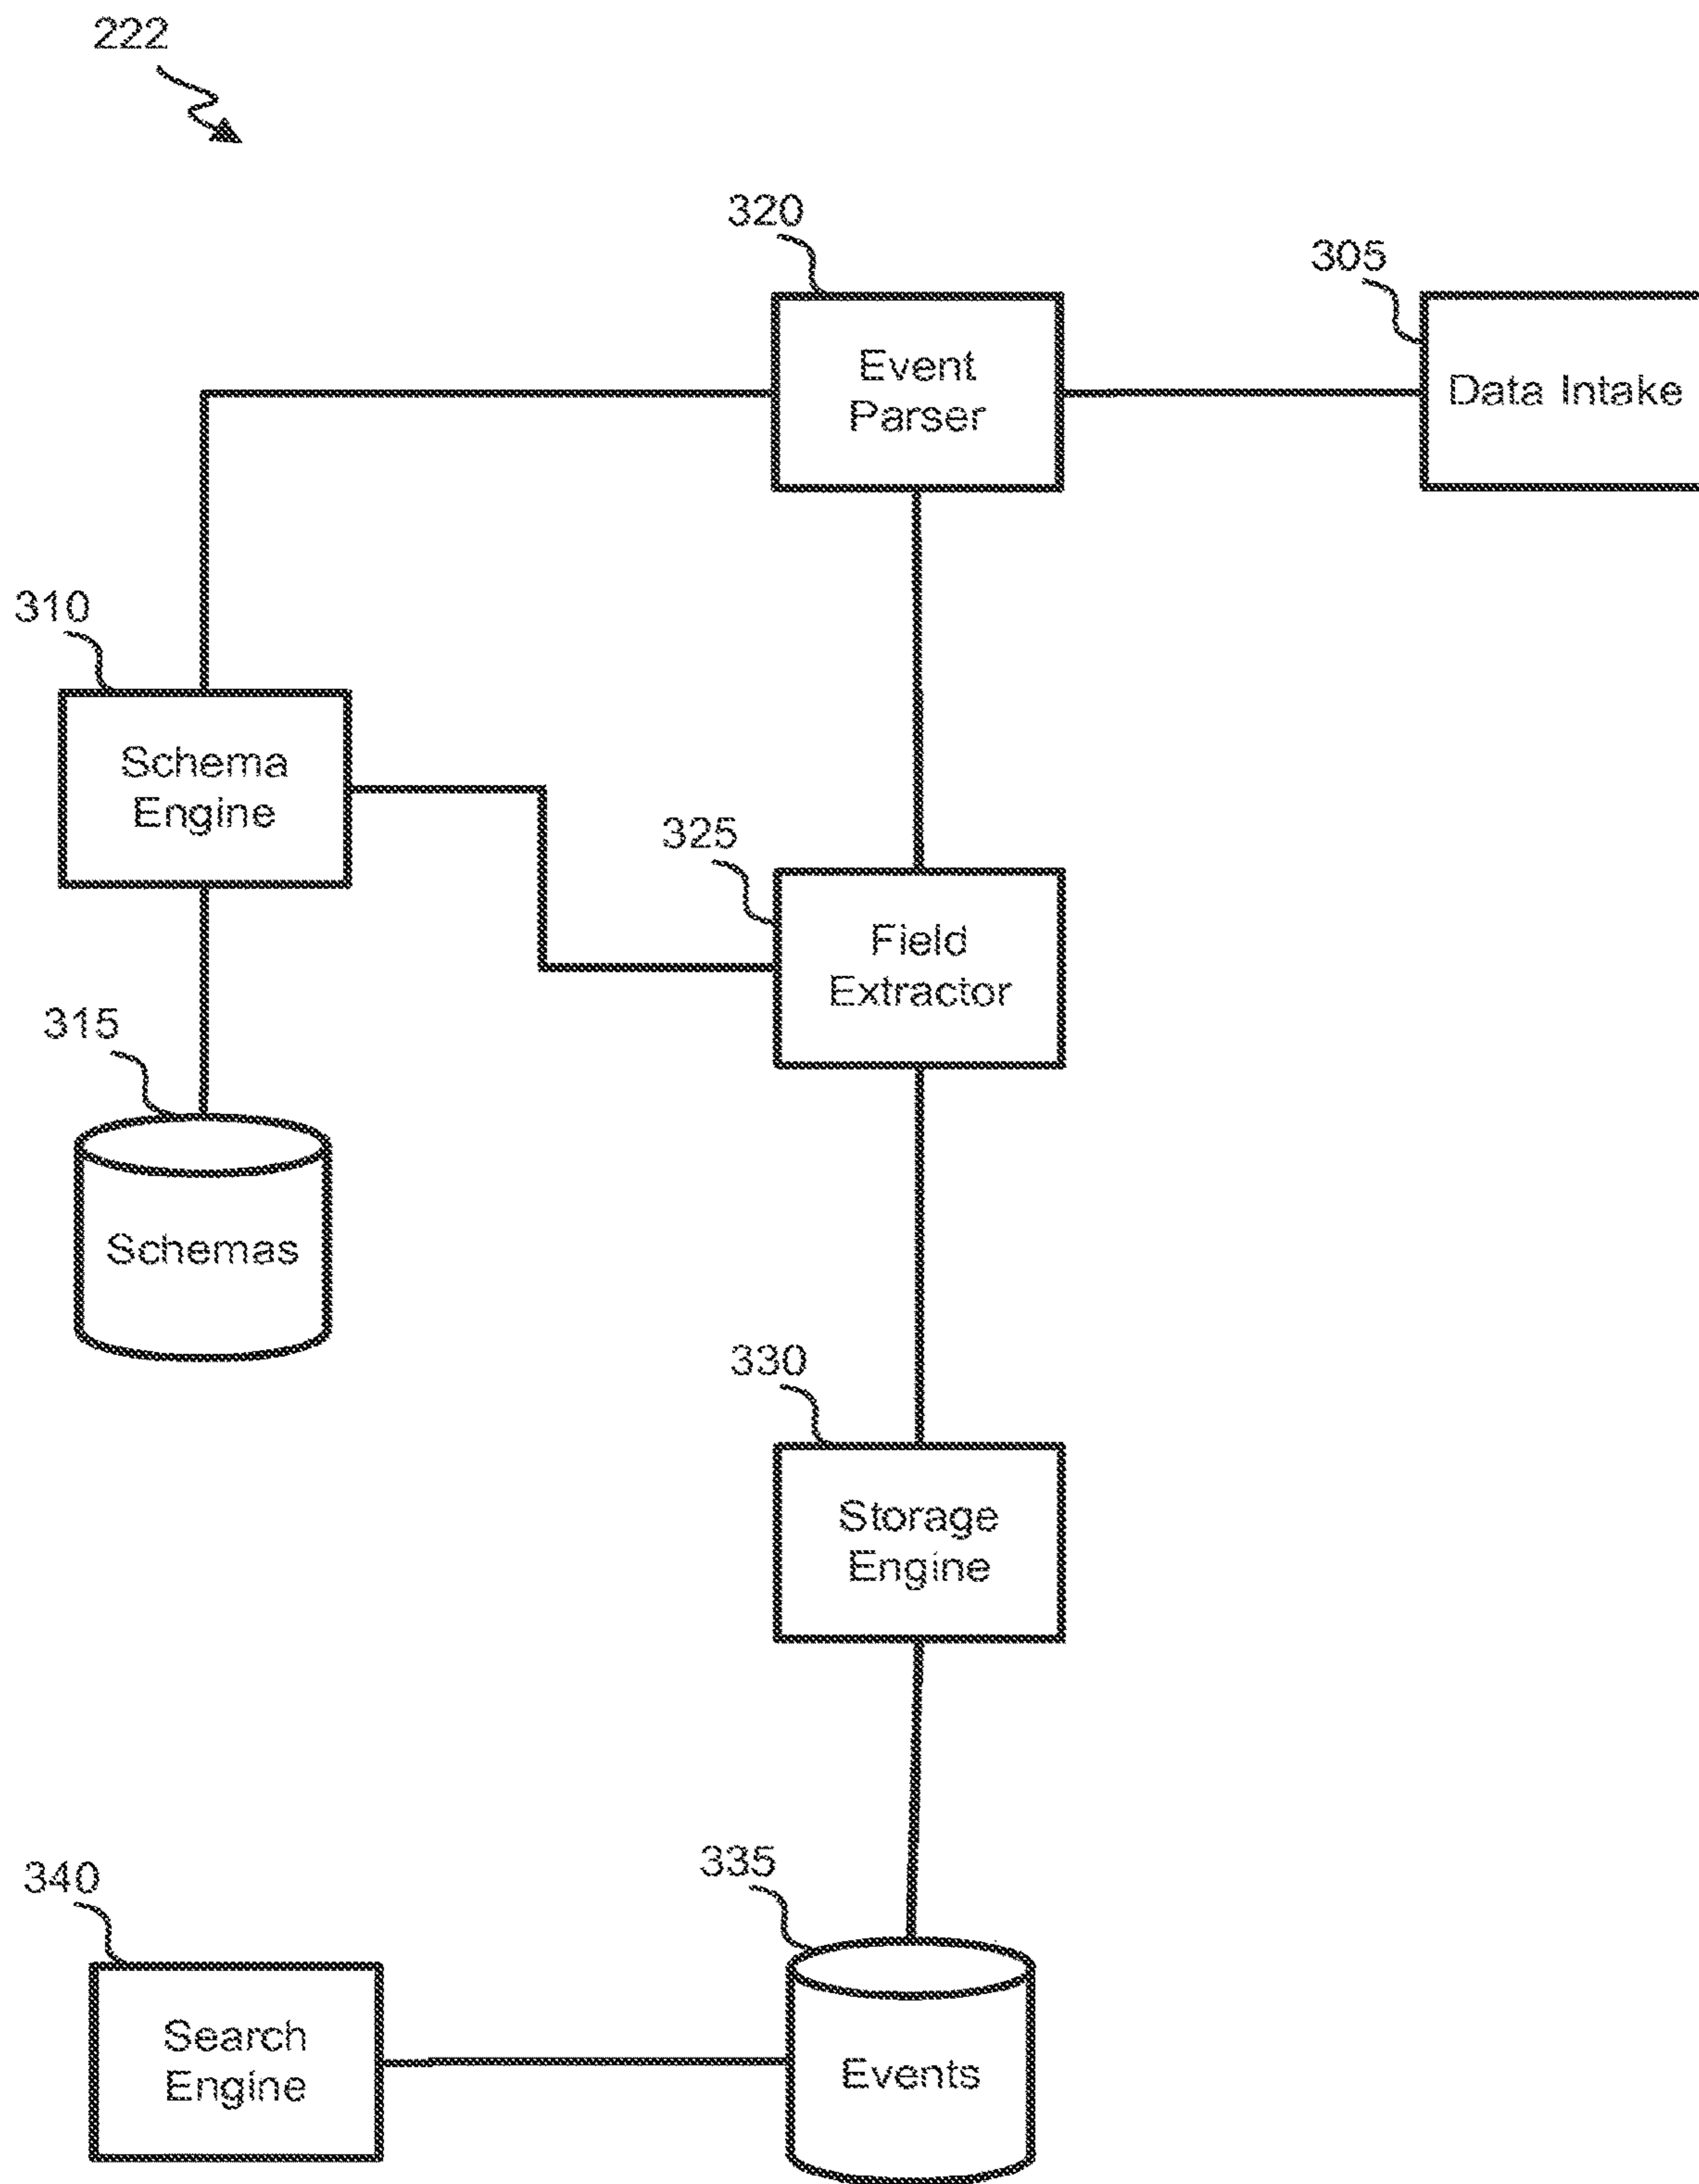 222
320
305
Event
Parser
Data Intake
310
Schema
Engine
325
Field
Extractor
315
Schemas
330
Storage
Engine
340
335
Search
Engine
Events